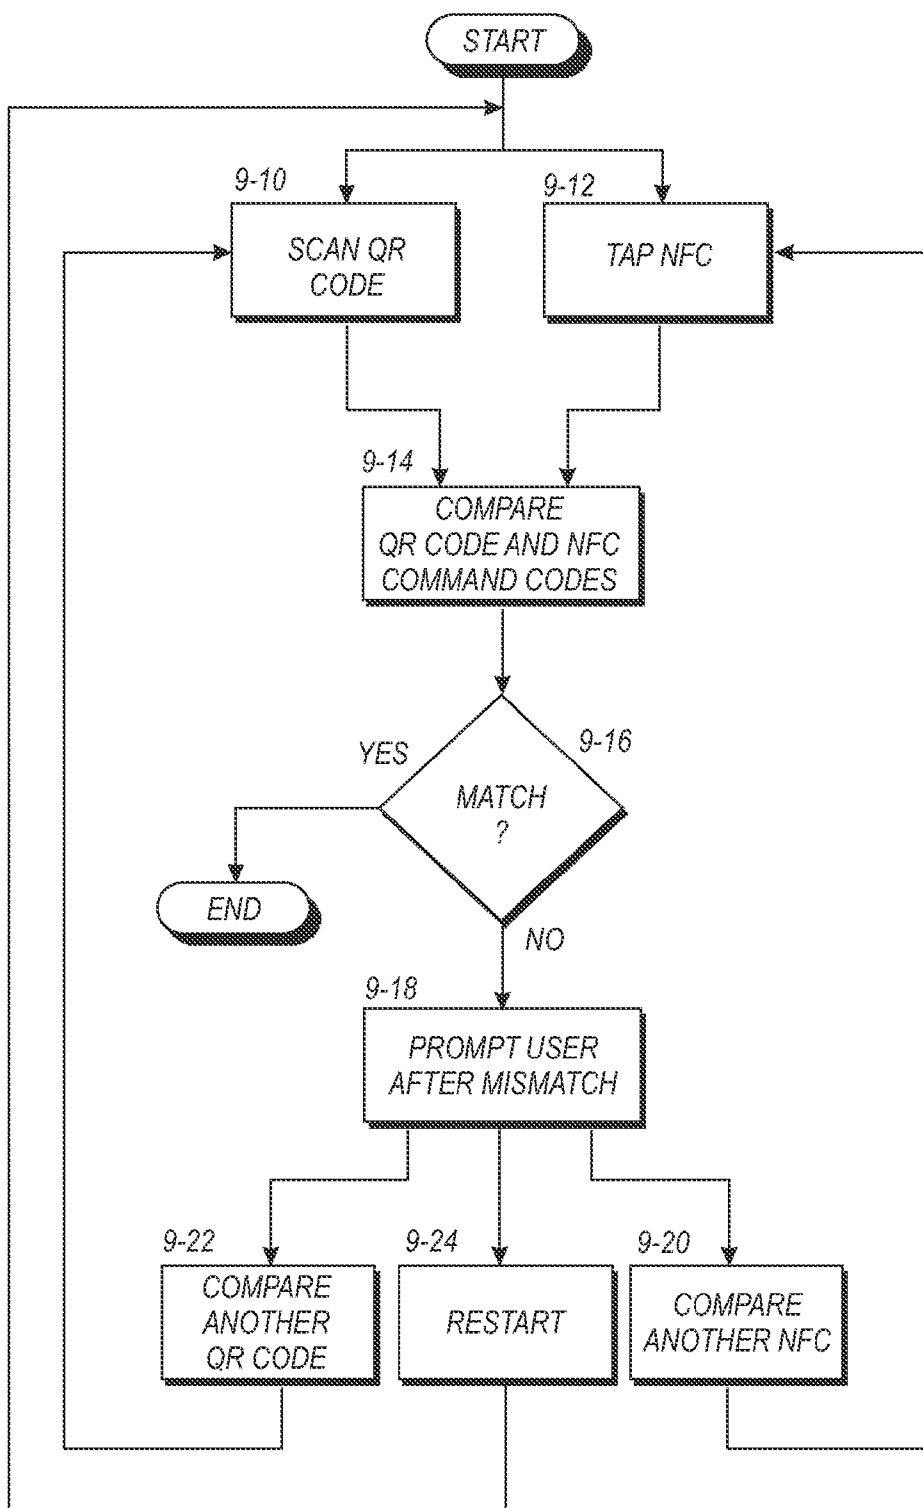 START
9-10
9-12
SCAN QR
CODE
TAP NFC
9-14
COMPARE
QR CODE AND NFC
COMMAND CODES
YES
9-16
MATCH
?
END
NO
9-18
PROMPT USER
AFTER MISMATCH
9-22
9-24
9-20
COMPARE
ANOTHER
QR CODE
RESTART
COMPARE
ANOTHER NFC